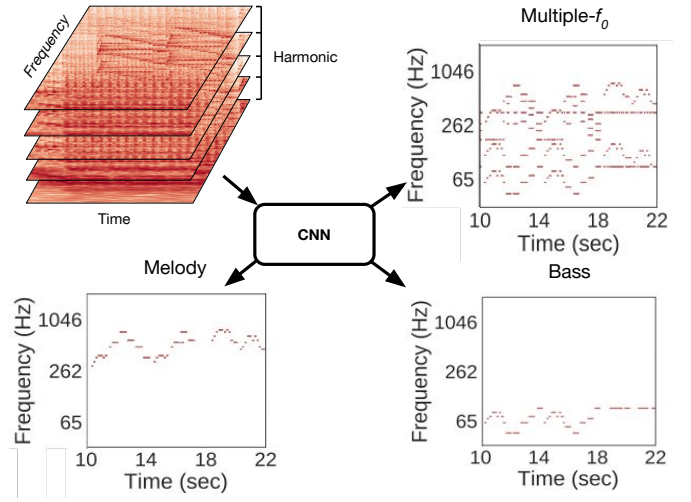 Frequency
Harmonic
Time
CNN
Multiple-f0
Frequency (Hz)
1046
262
65
10 14 18 22
Time (sec)
Melody
Frequency (Hz)
1046
262
65
10 14 18 22
Time (sec)
Bass
Frequency (Hz)
1046
262
65
10 14 18 22
Time (sec)